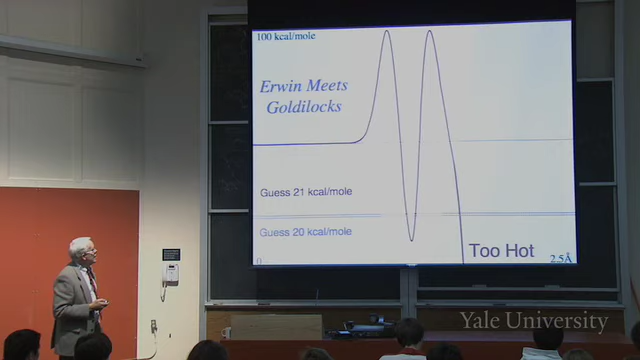 100 kcal/mole
Erwin Meets
Goldilocks
Guess 21 kcal/mole
Guess 20 kcal/mole
Too Hot
0
2.5Å
Yale University